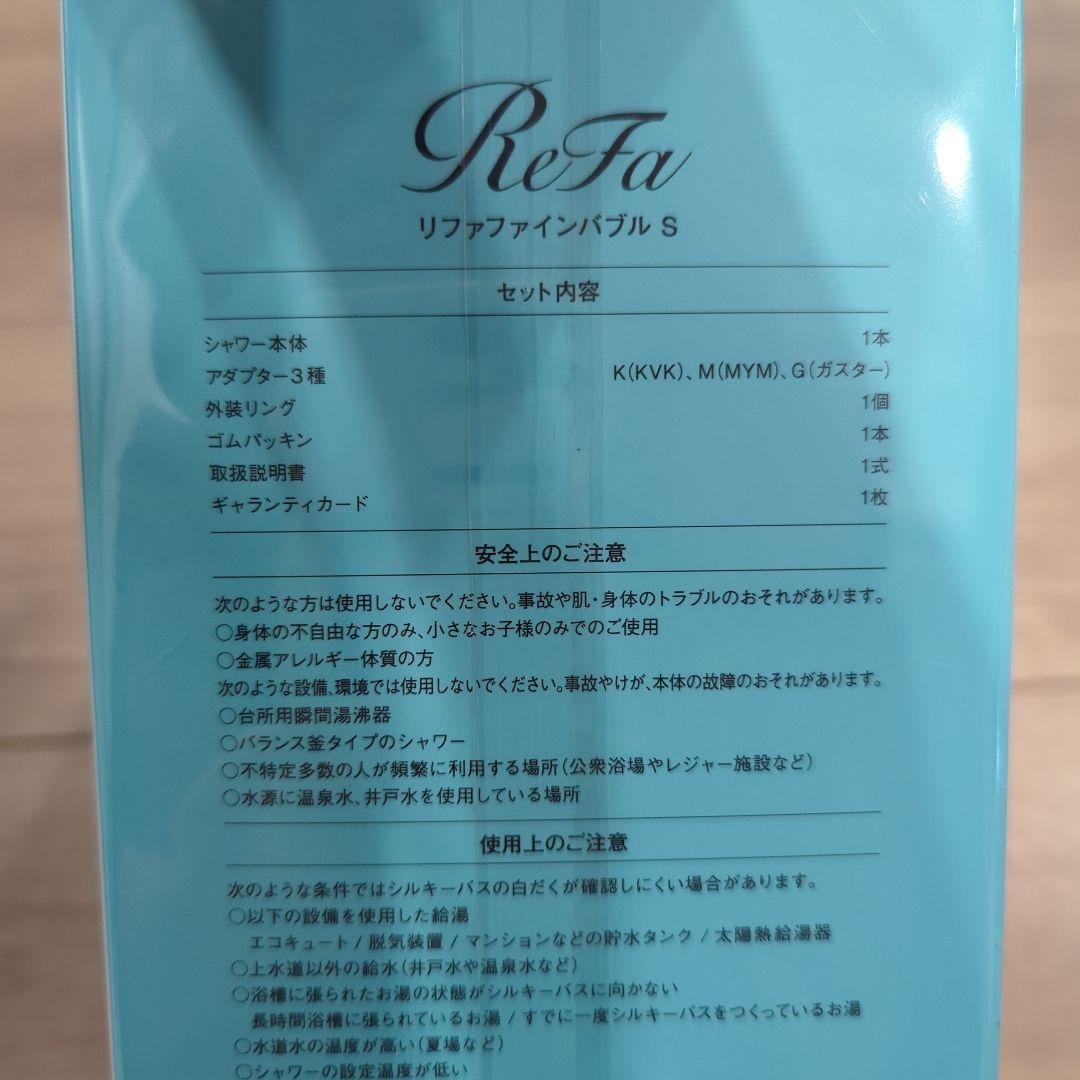 ReFa
リファファインバブル S
セット内容
シャワー本体 1本
アダプター3種 K(KVK)、M(MYM)、G(ガスター)
外装リング 1個
ゴムパッキン 1本
取扱説明書 1式
ギャランティカード 1枚
安全上のご注意
次のような方は使用しないでください。事故や肌・身体のトラブルのおそれがあります。
○身体の不自由な方のみ、小さなお子様のみでのご使用
○金属アレルギー体質の方
次のような設備、環境では使用しないでください。事故やけが、本体の故障のおそれがあります。
○台所用瞬間湯沸器
○バランス釜タイプのシャワー
○不特定多数の人が頻繁に利用する場所(公衆浴場やレジャー施設など)
○水源に温泉水、井戸水を使用している場所
使用上のご注意
次のような条件ではシルキーバスの白だくが確認しにくい場合があります。
○以下の設備を使用した給湯
エコキュート / 脱気装置 / マンションなどの貯水タンク / 太陽熱給湯器
○上水道以外の給水(井戸水や温泉水など)
○浴槽に張られたお湯の状態がシルキーバスに向かない
長時間浴槽に張られているお湯 / すでに一度シルキーバスをつくっているお湯
○水道水の温度が高い(夏場など)
○シャワーの設定温度が低い